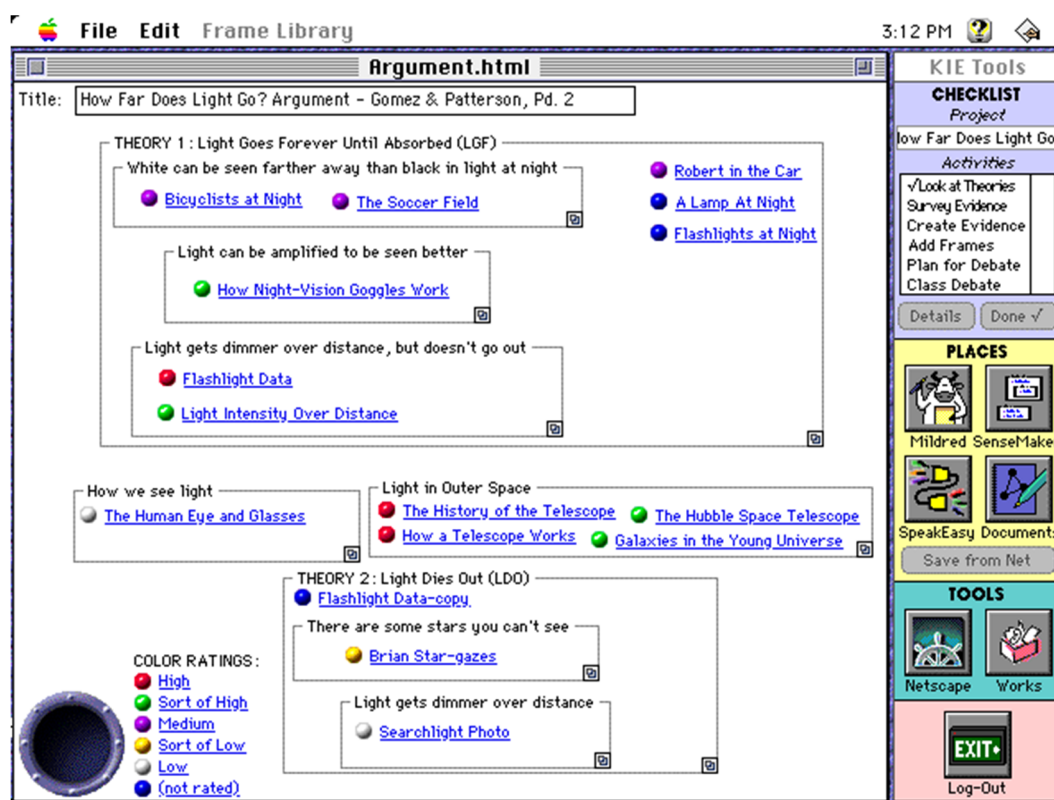 File Edit Frame Library 3:12 PM
Argument.html
Title: How Far Does Light Go? Argument - Gomez & Patterson, Pd. 2
THEORY 1: Light Goes Forever Until Absorbed (LGF)
White can be seen farther away than black in light at night
Bicyclists at Night The Soccer Field
Robert in the Car
A Lamp At Night
Flashlights at Night
Light can be amplified to be seen better
How Night-Vision Goggles Work
Light gets dimmer over distance, but doesn't go out
Flashlight Data
Light Intensity Over Distance
How we see light
The Human Eye and Glasses
Light in Outer Space
The History of the Telescope The Hubble Space Telescope
How a Telescope Works Galaxies in the Young Universe
THEORY 2: Light Dies Out (LDO)
Flashlight Data-copy
There are some stars you can't see
Brian Star-gazes
Light gets dimmer over distance
Searchlight Photo
COLOR RATINGS:
High
Sort of High
Medium
Sort of Low
Low
(not rated)
KIE Tools
CHECKLIST
Project
How Far Does Light Go
Activities
√Look at Theories
Survey Evidence
Create Evidence
Add Frames
Plan for Debate
Class Debate
Details Done √
PLACES
Mildred SenseMake
SpeakEasy Documents
Save from Net
TOOLS
Netscape Works
EXIT
Log-Out